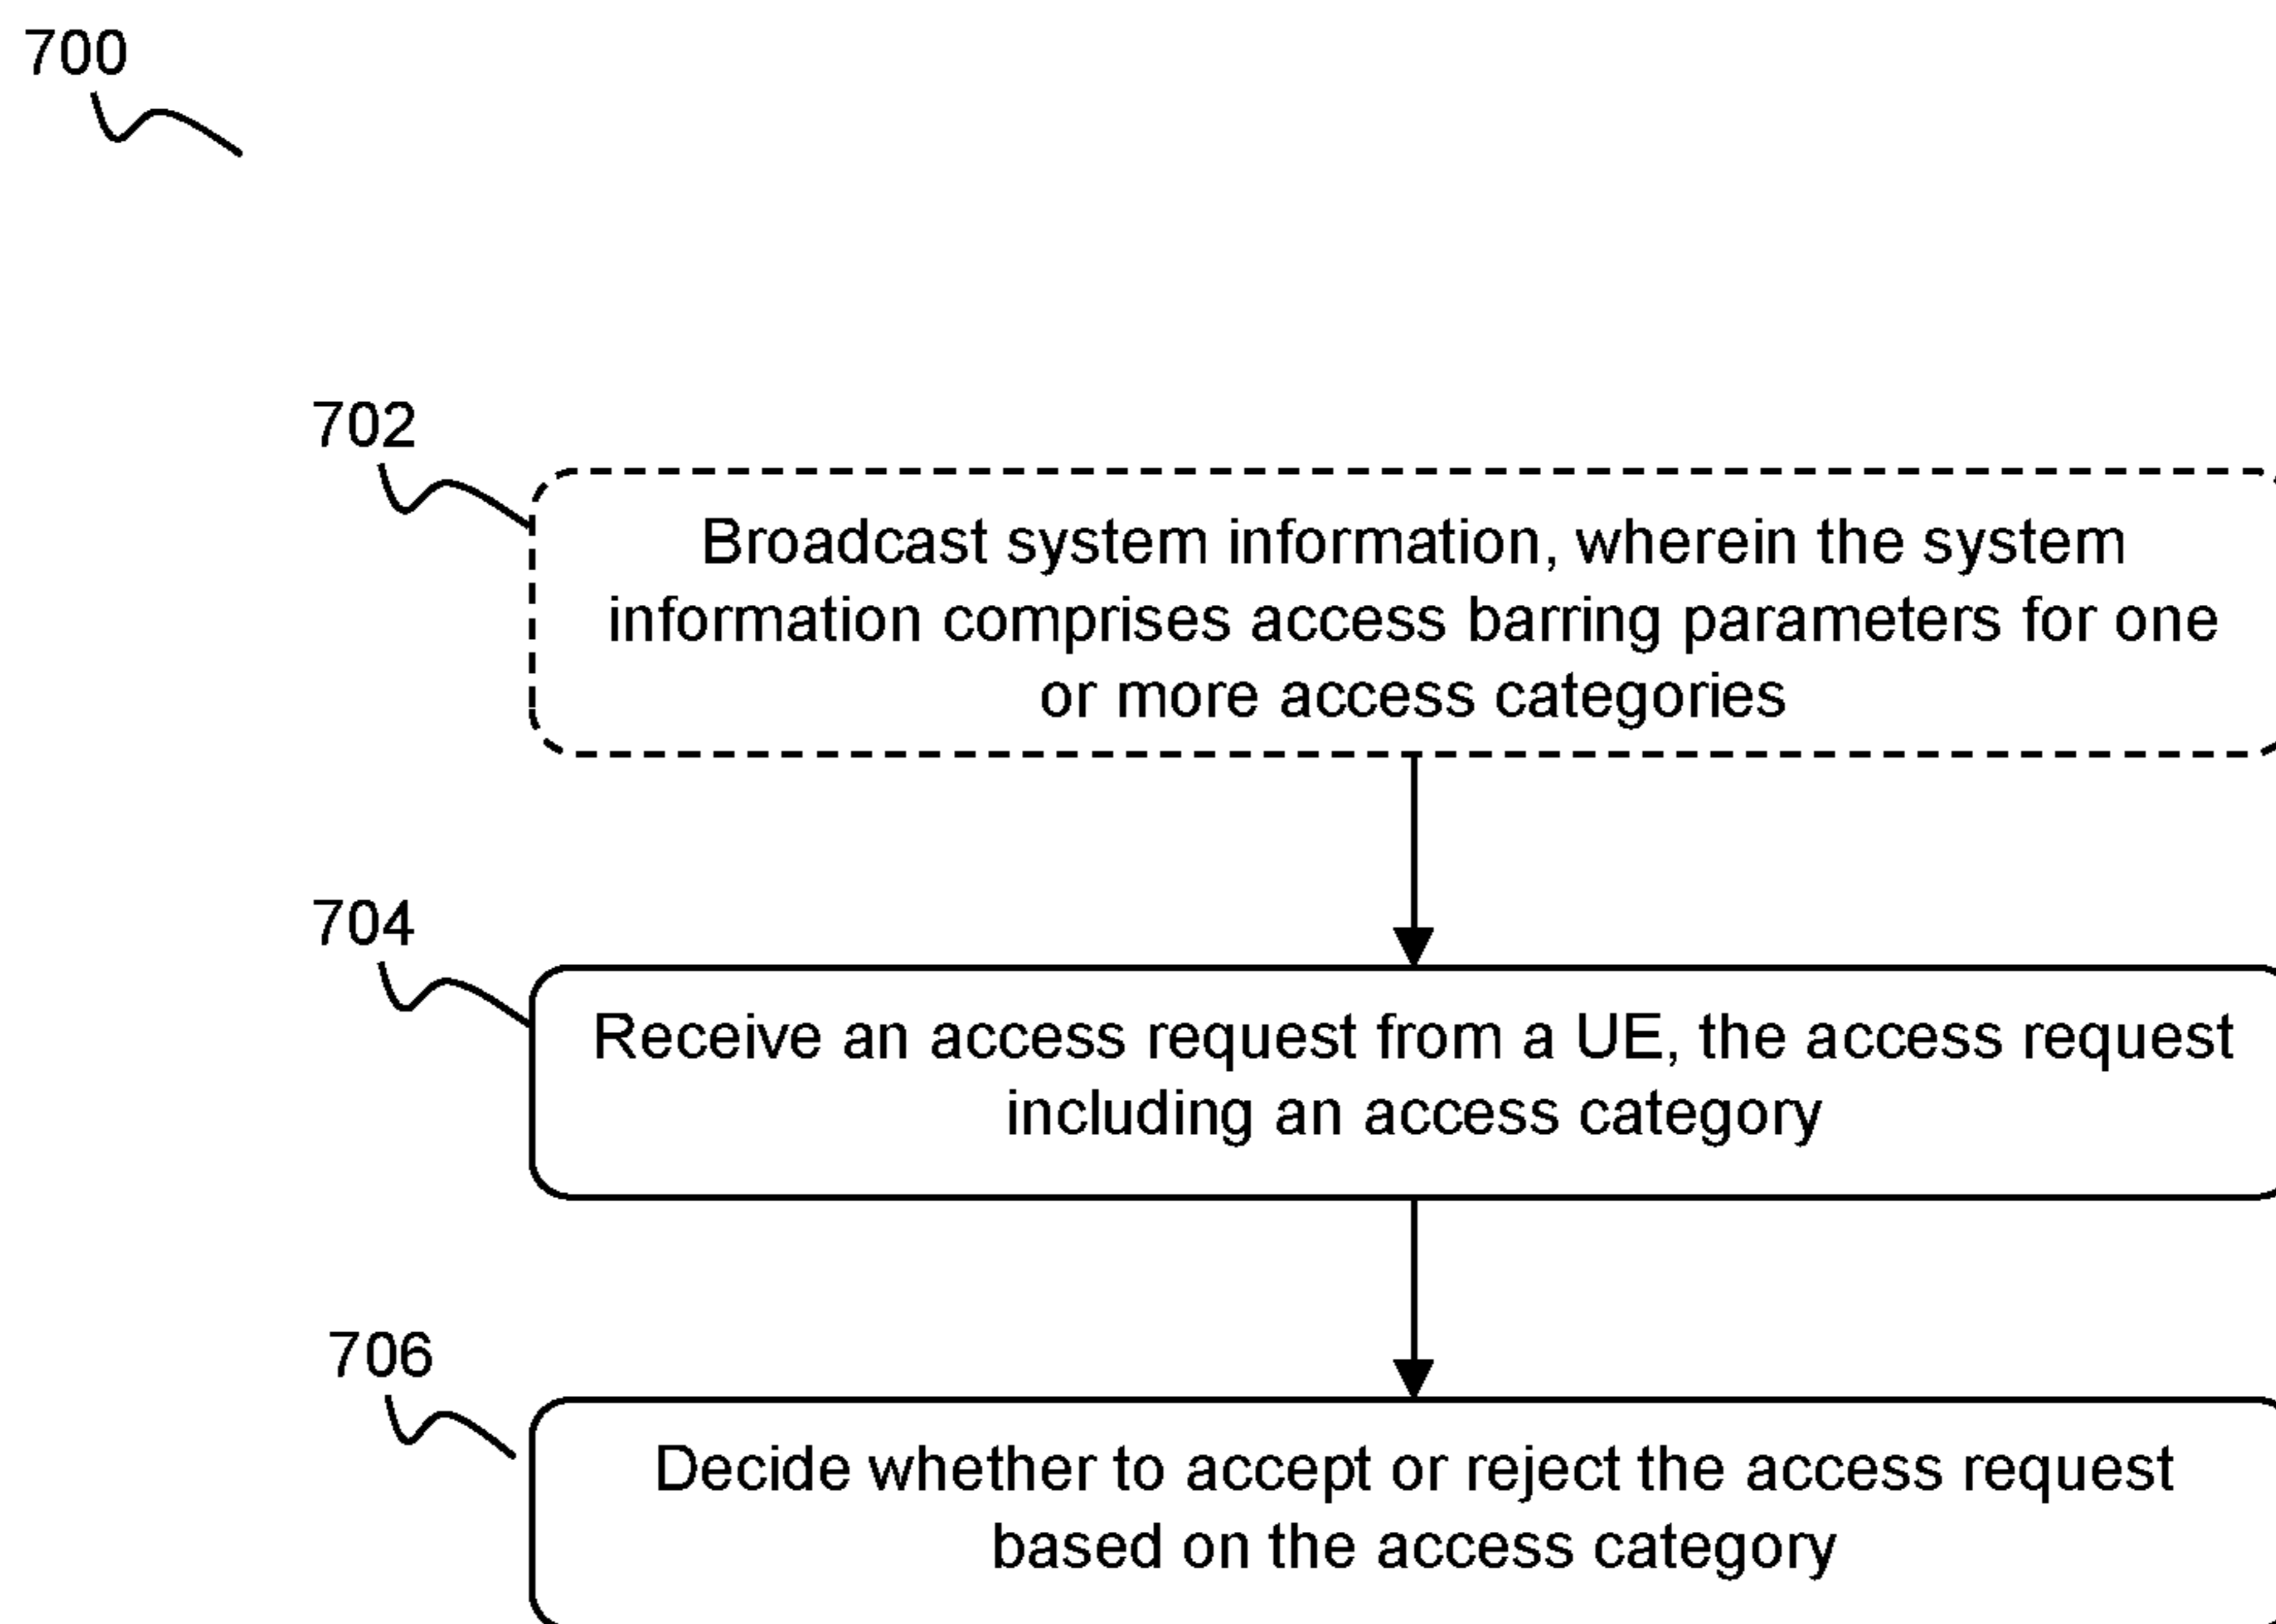 700
702
Broadcast system information, wherein the system
information comprises access barring parameters for one
or more access categories
704
Receive an access request from a UE, the access request
including an access category
706
Decide whether to accept or reject the access request
based on the access category